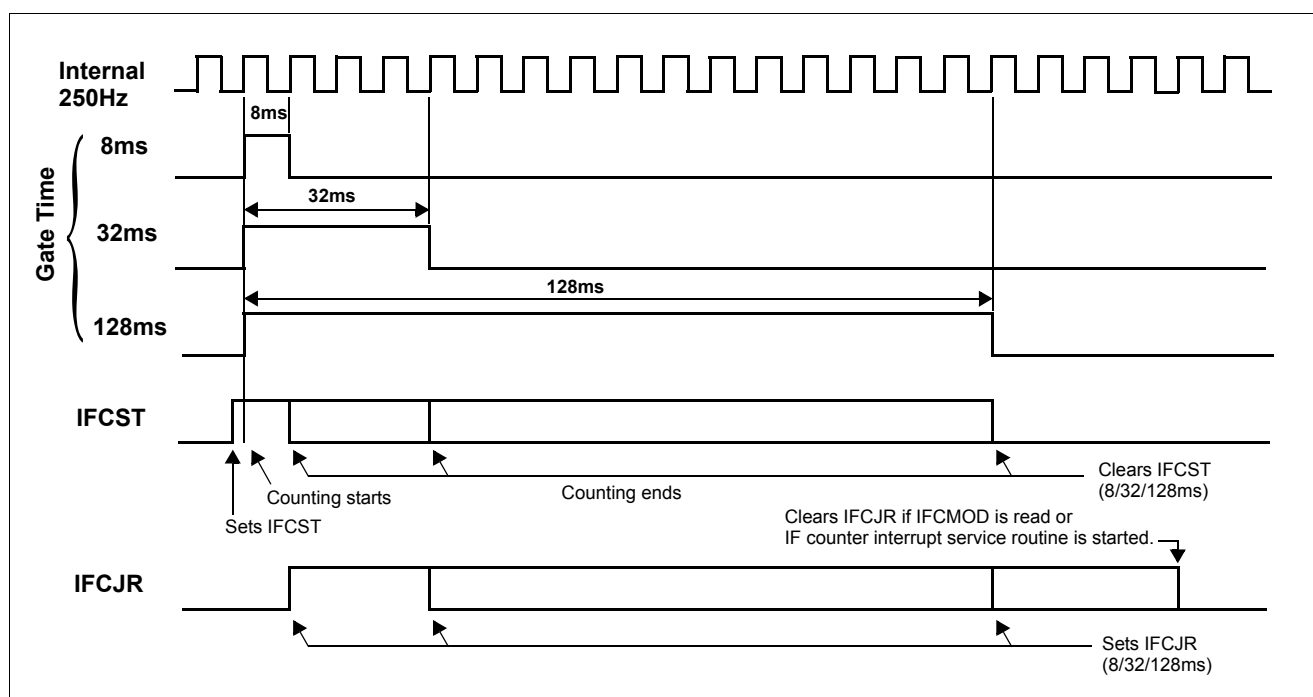 Internal
250Hz
8ms
8ms
Gate Time
32ms
32ms
128ms
128ms
IFCST
Counting starts
Counting ends
Clears IFCST
(8/32/128ms)
Sets IFCST
Clears IFCJR if IFCMOD is read or
IF counter interrupt service routine is started.
IFCJR
Sets IFCJR
(8/32/128ms)